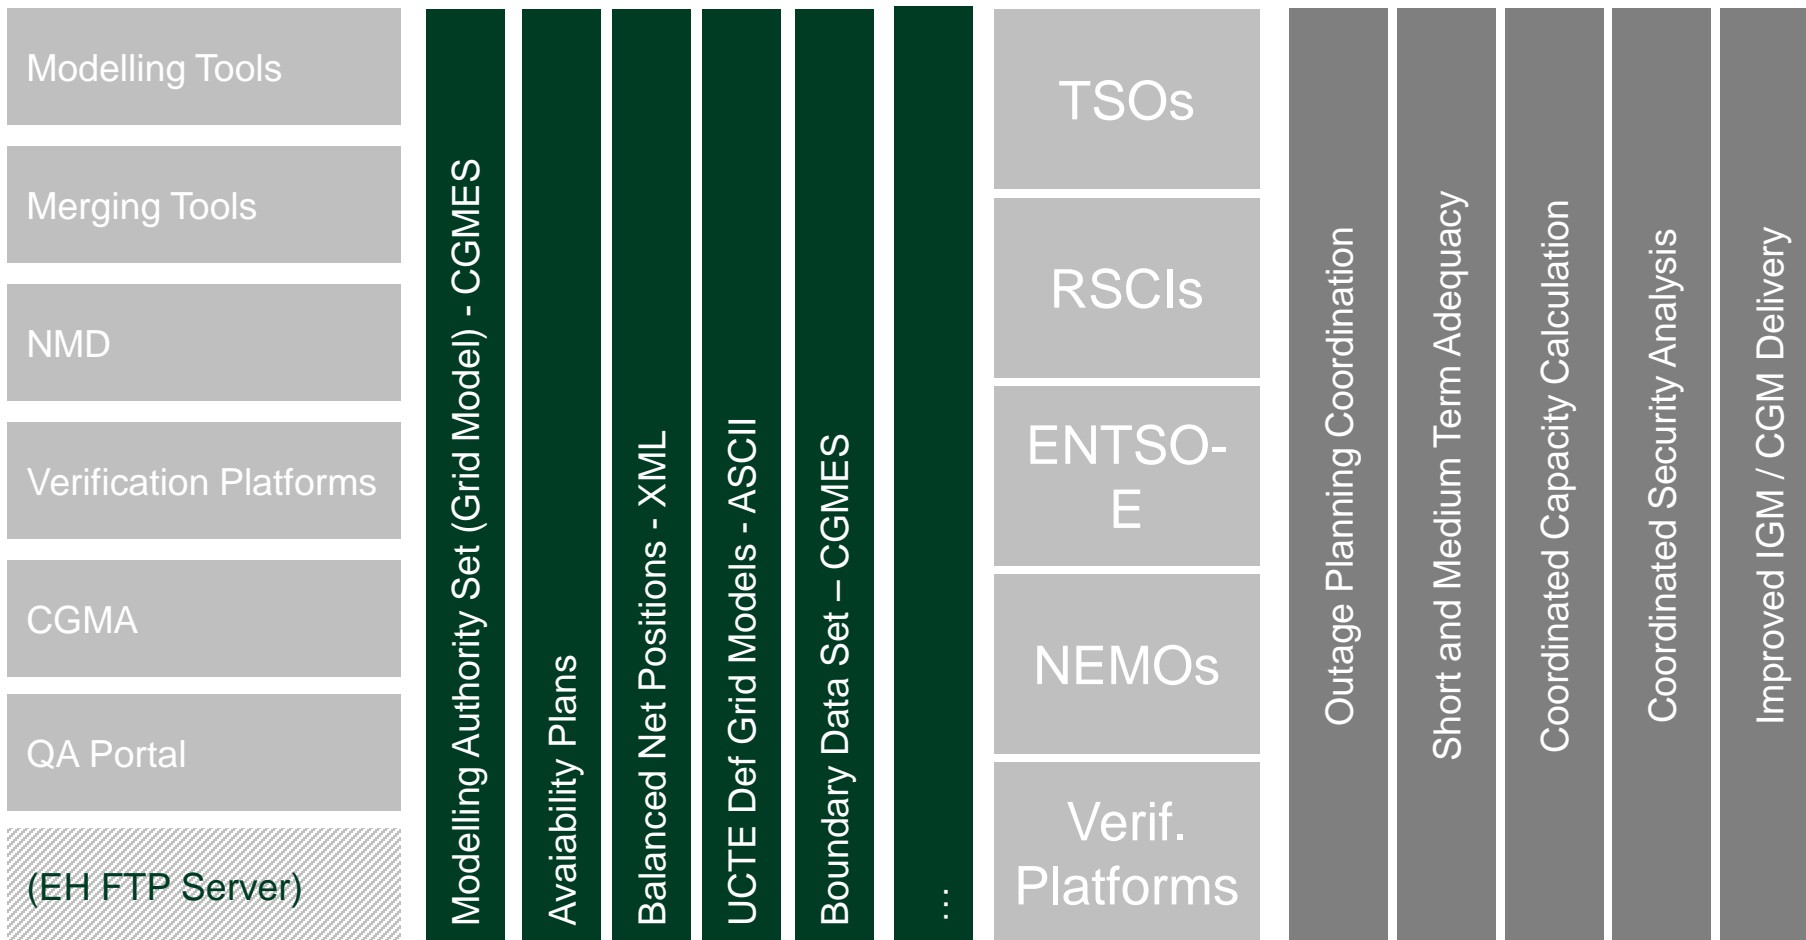 Modelling Tools
Merging Tools
NMD
Verification Platforms
CGMA
QA Portal
(EH FTP Server)
Modelling Authority Set (Grid Model) - CGMES
Avaiability Plans
Balanced Net Positions - XML
UCTE Def Grid Models - ASCII
Boundary Data Set – CGMES
…
TSOs
RSCIs
ENTSO-
E
NEMOs
Verif.
Platforms
Outage Planning Coordination
Short and Medium Term Adequacy
Coordinated Capacity Calculation
Coordinated Security Analysis
Improved IGM / CGM Delivery